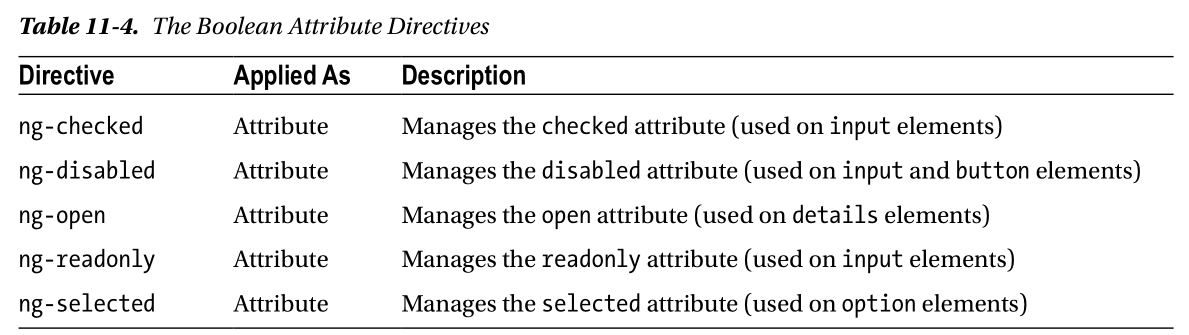 Table 11-4. The Boolean Attribute Directives
Directive Applied As Description
ng-checked Attribute Manages the checked attribute (used on input elements)
ng-disabled Attribute Manages the disabled attribute (used on input and button elements)
ng-open Attribute Manages the open attribute (used on details elements)
ng-readonly Attribute Manages the readonly attribute (used on input elements)
ng-selected Attribute Manages the selected attribute (used on option elements)